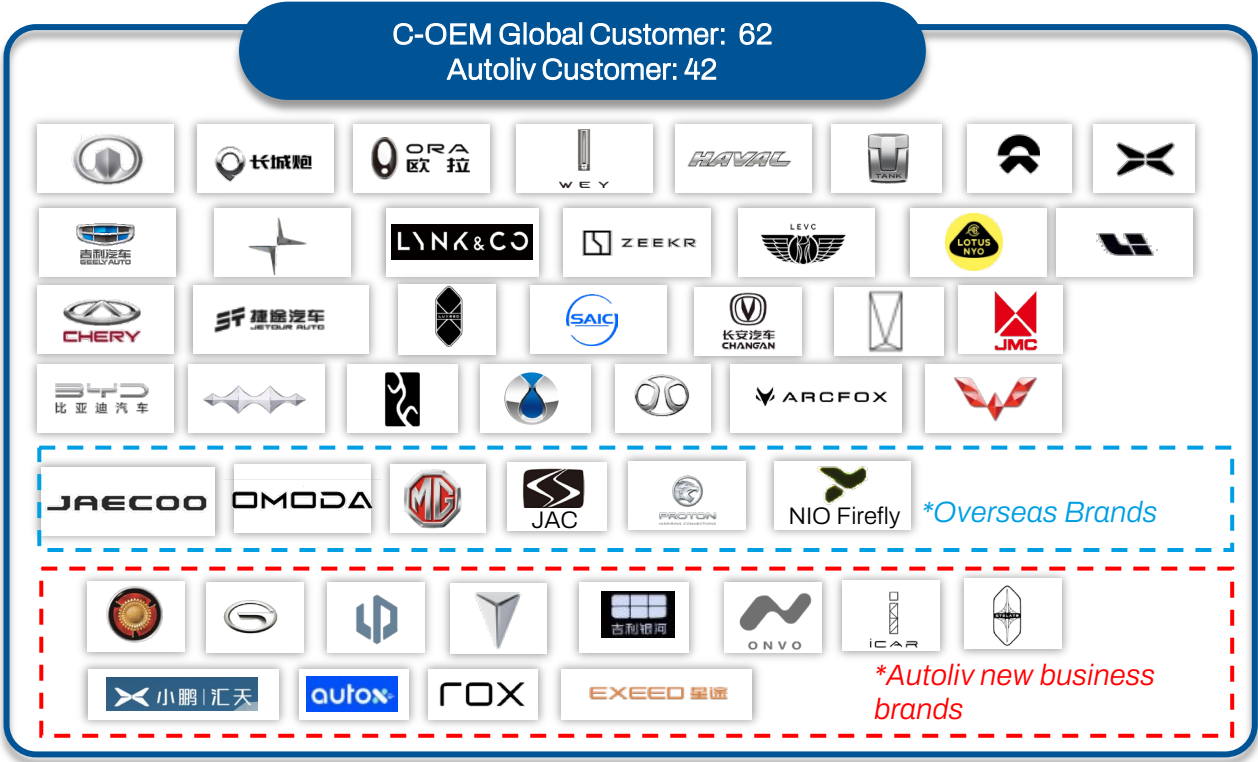 C-OEM Global Customer: 62
Autoliv Customer: 42
长城炮
ORA
欧拉
WEY
HAVAL
TANK
吉利汽车
GEELY AUTO
LYNK&CO
ZEEKR
LEVC
LOTUS
NYO
CHERY
捷途汽车
JETOUR AUTO
SAIC
长安汽车
CHANGAN
JMC
BYD
比亚迪汽车
ARCFOX
JAECOO
OMODA
MG
JAC
PROTON
NIO Firefly
*Overseas Brands
吉利银河
ONVO
iCAR
小鹏|汇天
autox
ROX
EXEED 星途
*Autoliv new business
brands